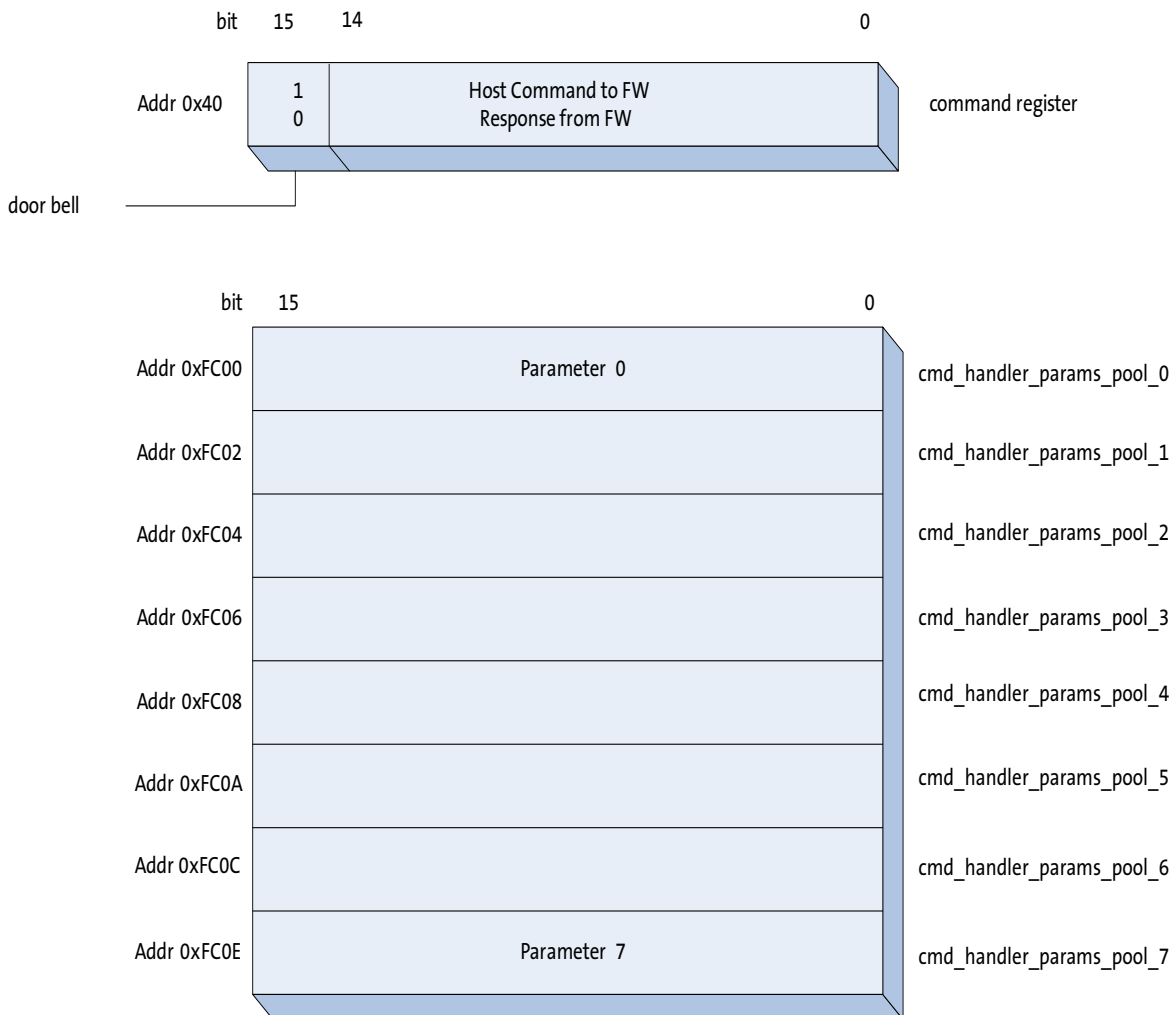 bit 15 14 0
Addr 0x40 1 Host Command to FW command register
0 Response from FW
door bell
bit 15 0
Addr 0xFC00 Parameter 0 cmd_handler_params_pool_0
Addr 0xFC02 cmd_handler_params_pool_1
Addr 0xFC04 cmd_handler_params_pool_2
Addr 0xFC06 cmd_handler_params_pool_3
Addr 0xFC08 cmd_handler_params_pool_4
Addr 0xFC0A cmd_handler_params_pool_5
Addr 0xFC0C cmd_handler_params_pool_6
Addr 0xFC0E Parameter 7 cmd_handler_params_pool_7